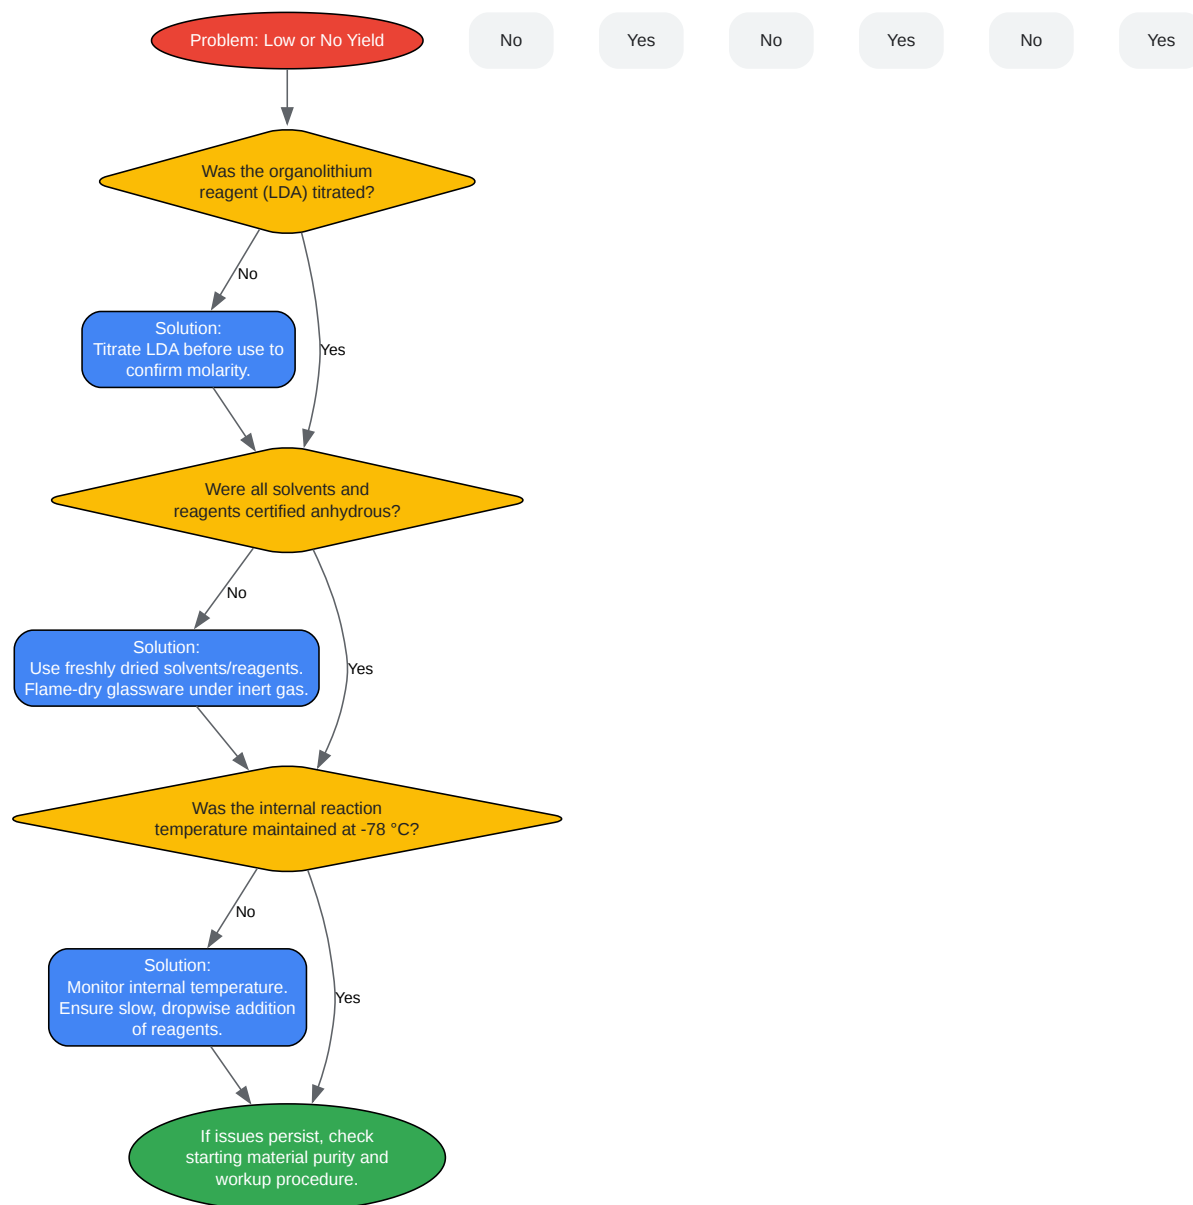 Problem: Low or No Yield
No
Yes
No
Yes
No
Yes
Was the organolithium
reagent (LDA) titrated?
No
Solution:
Titrate LDA before use to
confirm molarity.
Yes
Were all solvents and
reagents certified anhydrous?
No
Solution:
Use freshly dried solvents/reagents.
Flame-dry glassware under inert gas.
Yes
Was the internal reaction
temperature maintained at -78 °C?
No
Solution:
Monitor internal temperature.
Ensure slow, dropwise addition
of reagents.
Yes
If issues persist, check
starting material purity and
workup procedure.